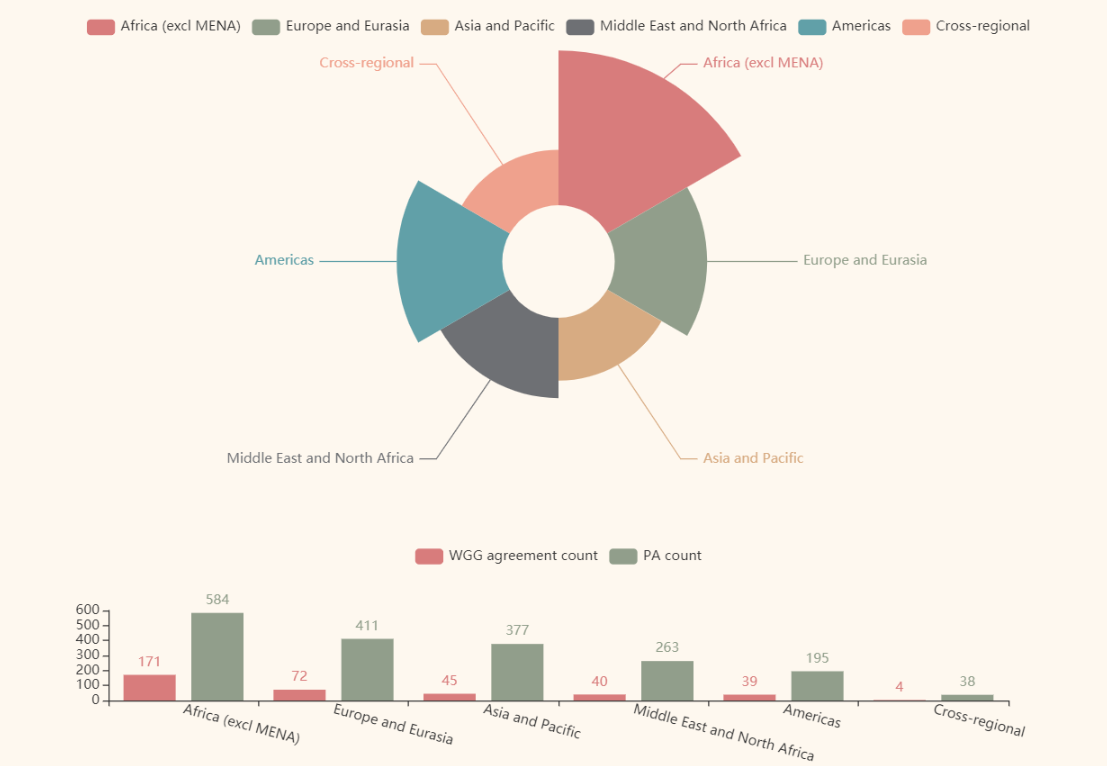 Africa (excl MENA) Europe and Eurasia Asia and Pacific Middle East and North Africa Americas Cross-regional
Cross-regional Africa (excl MENA)
Americas Europe and Eurasia
Middle East and North Africa Asia and Pacific
WGG agreement count PA count
600
500
400
300
200
100
0
171 584 72 411 45 377 40 263 39 195 4 38
Africa (excl MENA) Europe and Eurasia Asia and Pacific Middle East and North Africa Americas Cross-regional